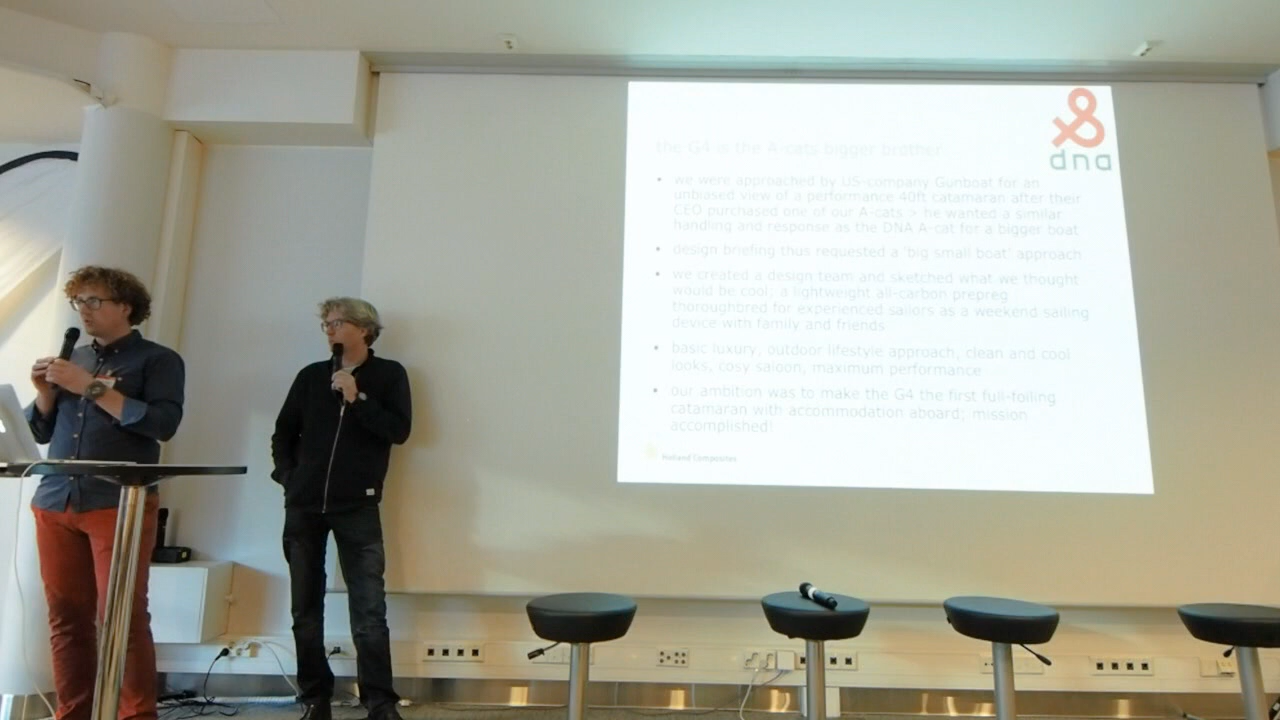 dna
the G4 = the A-cats bigger brother
• we were approached by US-company Gunboat for an
unbiased view of a performance 40ft catamaran after their
CEO purchased one of our A-cats > he wanted a similar
handling and response as the DNA A-cat for a bigger boat
• design briefing thus requested a 'big small boat' approach
• we created a design team and sketched what we thought
would be cool; a lightweight all-carbon prepreg
thoroughbred for experienced sailors as a weekend sailing
device with family and friends
• basic luxury, outdoor lifestyle approach, clean and cool
looks, cosy saloon, maximum performance
• our ambition was to make the G4 the first full-foiling
catamaran with accommodation aboard; mission
accomplished!
Holland Composites